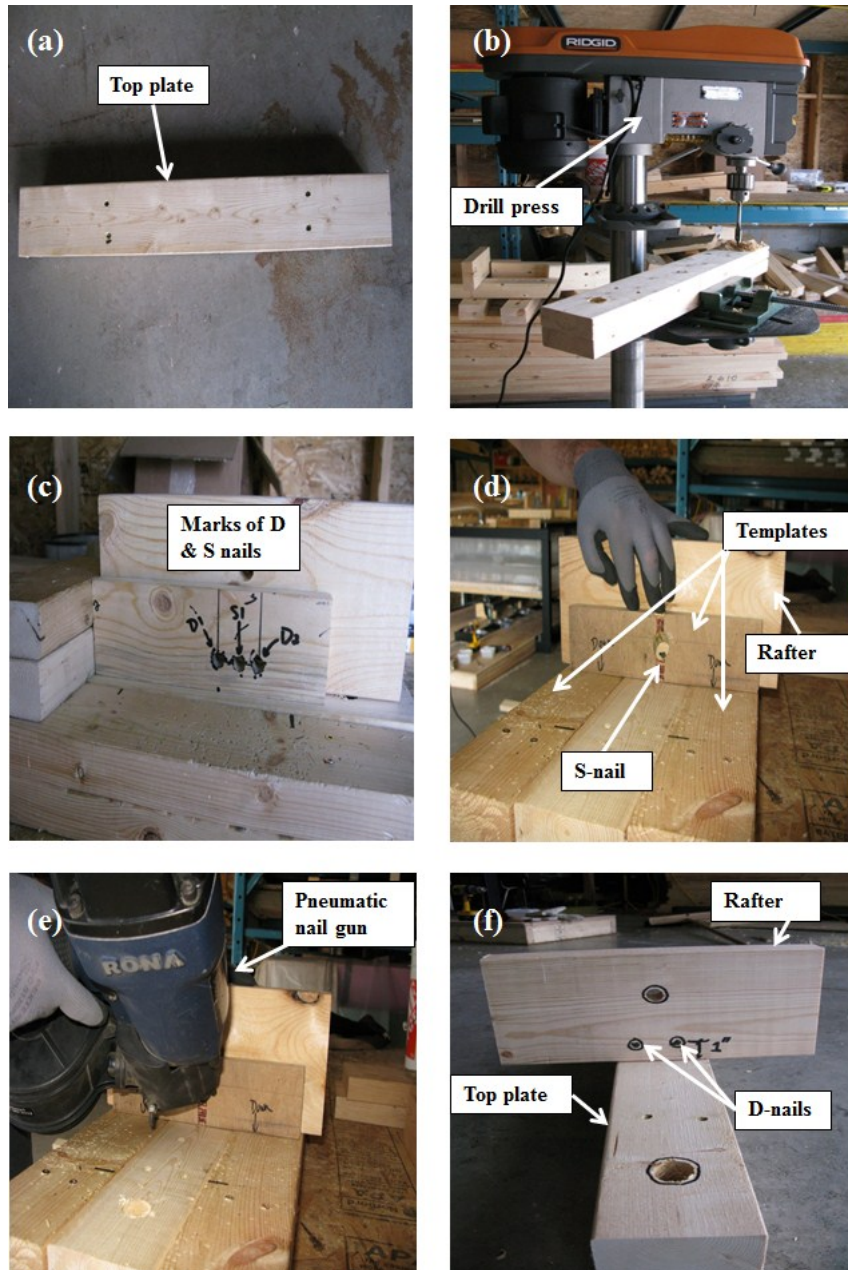 (a)
Top plate
(b)
RIDGID
Drill press
(c)
Marks of D
& S nails
D1
S1
D2
(d)
Templates
Rafter
S-nail
(e)
Pneumatic
nail gun
RONA
(f)
Rafter
1"
D-nails
Top plate